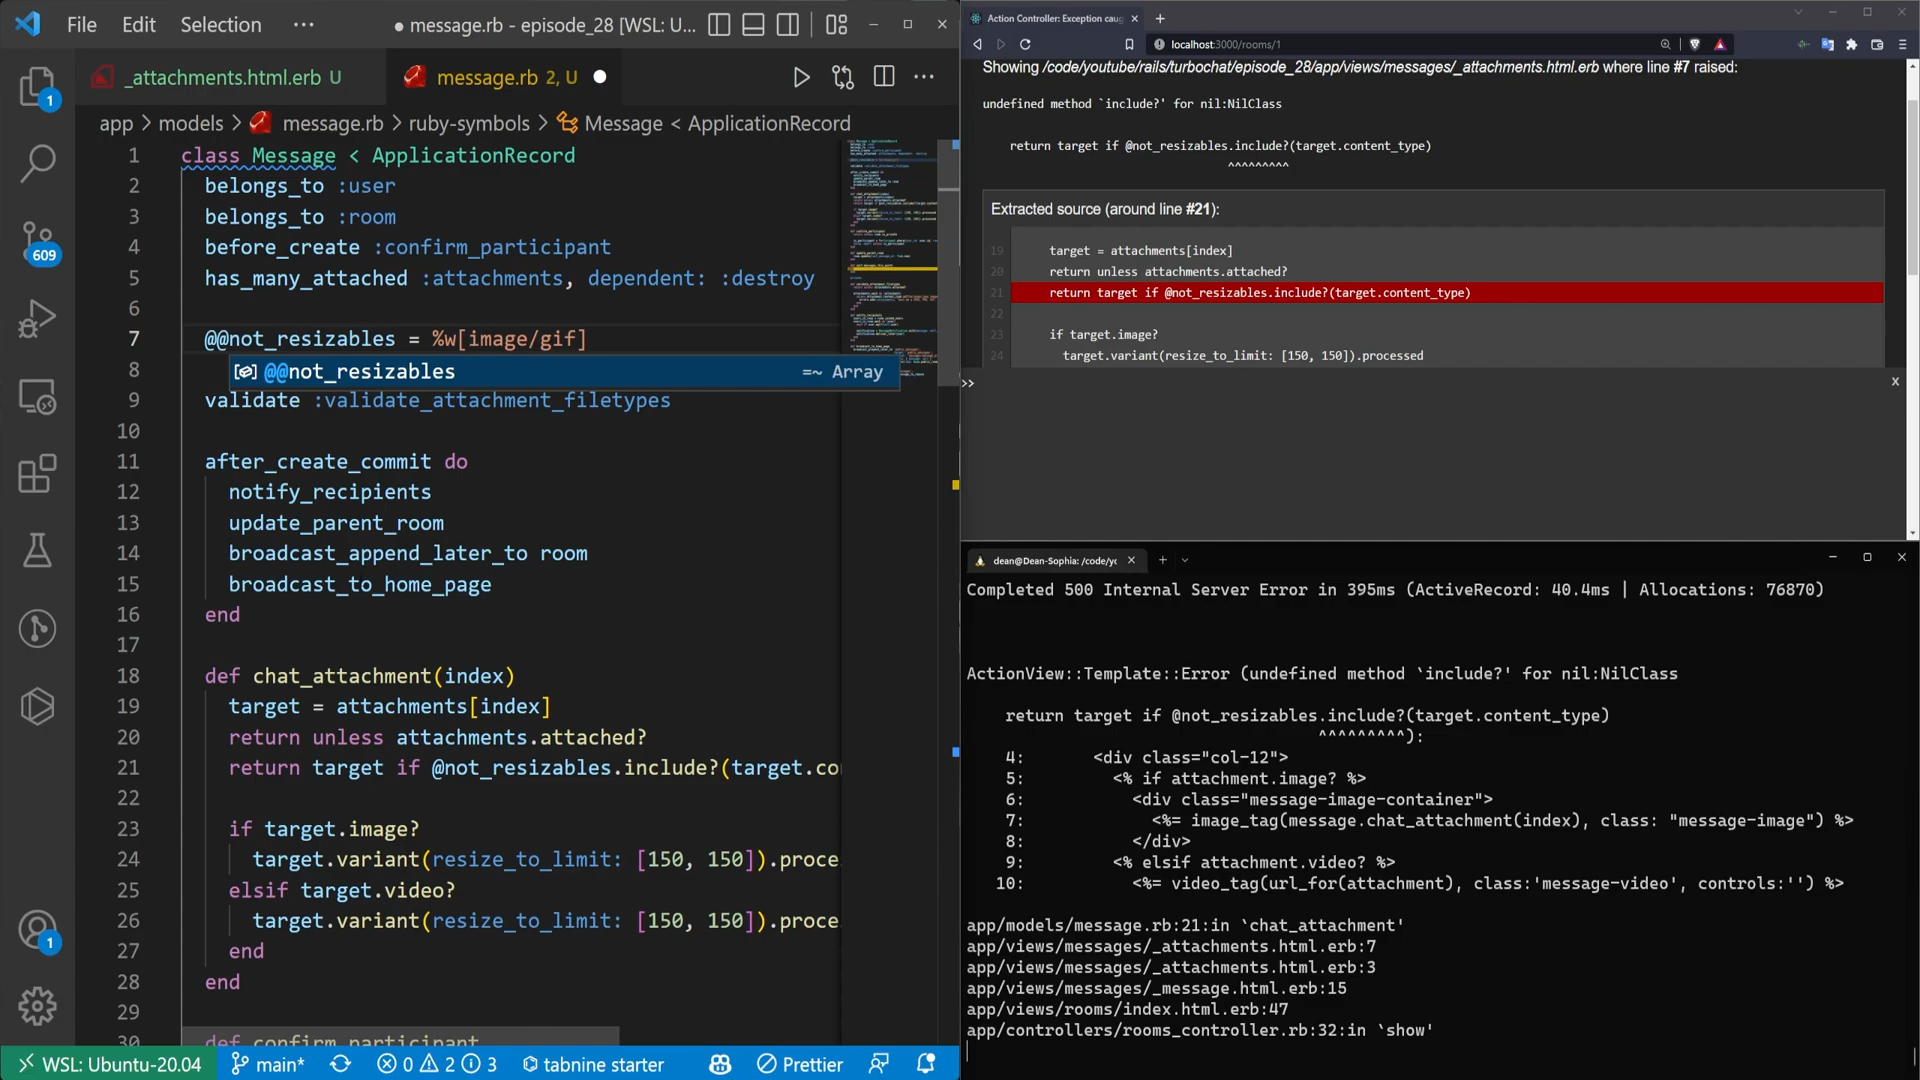 File Edit Selection ··· ● message.rb - episode_28 [WSL: U...
_attachments.html.erb U
message.rb 2, U
app > models > message.rb > ruby-symbols > Message < ApplicationRecord
1 class Message < ApplicationRecord
2 belongs_to :user
3 belongs_to :room
4 before_create :confirm_participant
5 has_many_attached :attachments, dependent: :destroy
6
7 @@not_resizables = %w[image/gif]
8 @@not_resizables =~ Array
9 validate :validate_attachment_filetypes
10
11 after_create_commit do
12 notify_recipients
13 update_parent_room
14 broadcast_append_later_to room
15 broadcast_to_home_page
16 end
17
18 def chat_attachment(index)
19 target = attachments[index]
20 return unless attachments.attached?
21 return target if @not_resizables.include?(target.co
22
23 if target.image?
24 target.variant(resize_to_limit: [150, 150]).proce
25 elsif target.video?
26 target.variant(resize_to_limit: [150, 150]).proce
27 end
28 end
29
30 def confirm_participant
1
609
1
WSL: Ubuntu-20.04 main* 0 2 3 tabnine starter Prettier
Action Controller: Exception caug
localhost:3000/rooms/1
Showing /code/youtube/rails/turbochat/episode_28/app/views/messages/_attachments.html.erb where line #7 raised:
undefined method `include?' for nil:NilClass
return target if @not_resizables.include?(target.content_type)
^^^^^^^^^
Extracted source (around line #21):
19 target = attachments[index]
20 return unless attachments.attached?
21 return target if @not_resizables.include?(target.content_type)
22
23 if target.image?
24 target.variant(resize_to_limit: [150, 150]).processed
>> x
dean@Dean-Sophia: /code/yo
Completed 500 Internal Server Error in 395ms (ActiveRecord: 40.4ms | Allocations: 76870)
ActionView::Template::Error (undefined method `include?' for nil:NilClass
return target if @not_resizables.include?(target.content_type)
^^^^^^^^^):
4: <div class="col-12">
5: <% if attachment.image? %>
6: <div class="message-image-container">
7: <%= image_tag(message.chat_attachment(index), class: "message-image") %>
8: </div>
9: <% elsif attachment.video? %>
10: <%= video_tag(url_for(attachment), class:'message-video', controls:'') %>
app/models/message.rb:21:in `chat_attachment'
app/views/messages/_attachments.html.erb:7
app/views/messages/_attachments.html.erb:3
app/views/messages/_message.html.erb:15
app/views/rooms/index.html.erb:47
app/controllers/rooms_controller.rb:32:in `show'